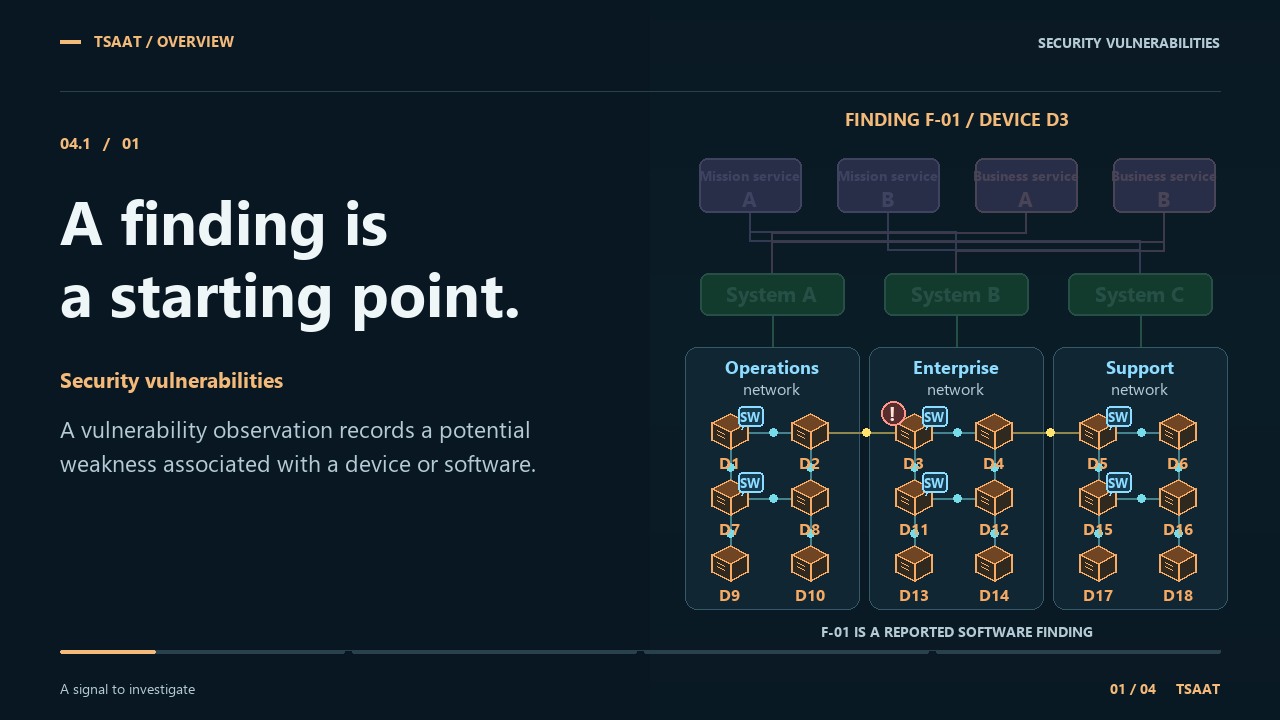 TSAAT / OVERVIEW
SECURITY VULNERABILITIES
04.1 / 01
A finding is
a starting point.
Security vulnerabilities
A vulnerability observation records a potential
weakness associated with a device or software.
FINDING F-01 / DEVICE D3
Mission service A
Mission service B
Business service A
Business service B
System A
System B
System C
Operations
network
Enterprise
network
Support
network
!
SW
SW
SW
D1
D2
D3
D4
D5
D6
SW
SW
SW
D7
D8
D11
D12
D15
D16
D9
D10
D13
D14
D17
D18
F-01 IS A REPORTED SOFTWARE FINDING
A signal to investigate
01 / 04
TSAAT